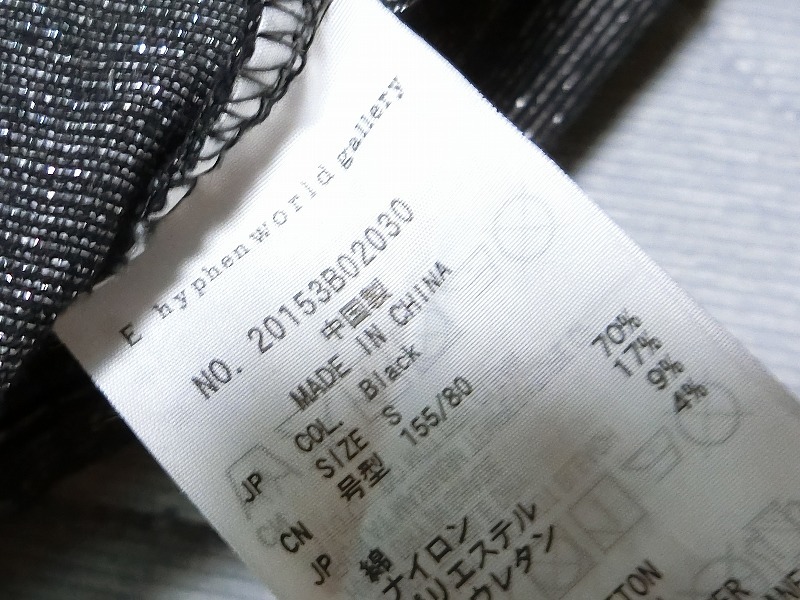 E hyphen world gallery
NO. 20153B02030
中国製
MADE IN CHINA
COL. Black
JP SIZE S
CN 号型 155/80
JP 綿 70%
ナイロン 17%
ポリエステル 9%
ウレタン 4%